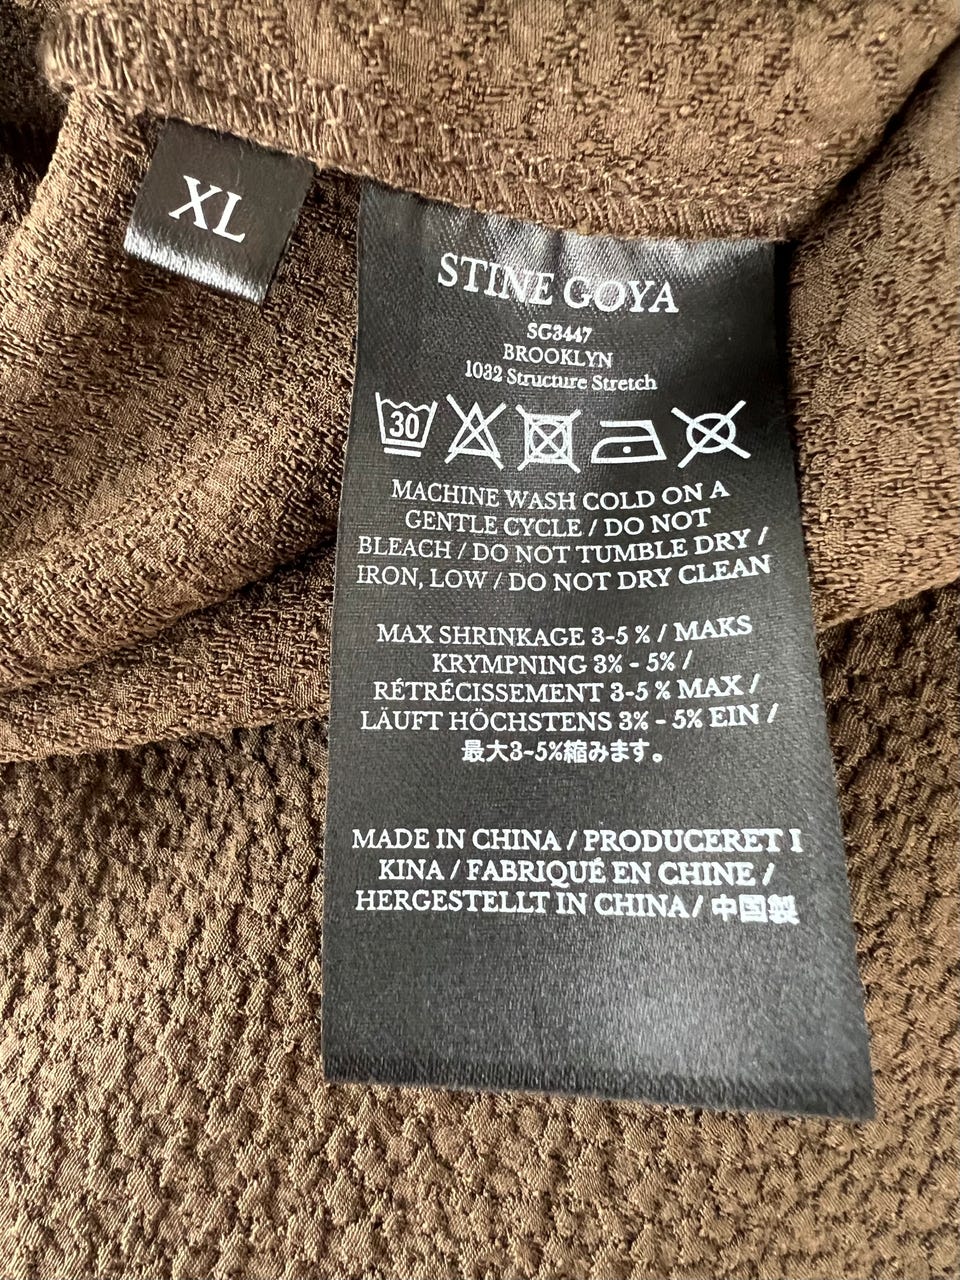 XL
STINE GOYA
SG3447
BROOKLYN
1032 Structure Stretch
30
MACHINE WASH COLD ON A
GENTLE CYCLE / DO NOT
BLEACH / DO NOT TUMBLE DRY /
IRON, LOW / DO NOT DRY CLEAN
MAX SHRINKAGE 3-5 % / MAKS
KRYMPNING 3% - 5% /
RÉTRÉCISSEMENT 3-5 % MAX /
LÄUFT HÖCHSTENS 3% - 5% EIN /
最大3~5%縮みます。
MADE IN CHINA / PRODUCERET I
KINA / FABRIQUÉ EN CHINE /
HERGESTELLT IN CHINA / 中国製